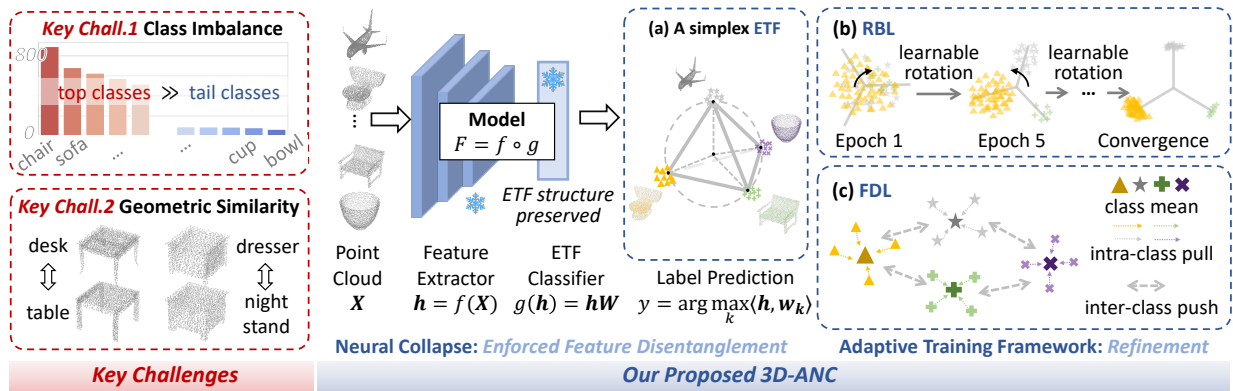 Key Chall.1 Class Imbalance
800
top classes >> tail classes
0
chair
sofa
...
...
cup
bowl
Key Chall.2 Geometric Similarity
desk
table
dresser
night
stand
Key Challenges
...
Model
F = f ∘ g
ETF structure
preserved
Point
Cloud
X
Feature
Extractor
h = f(X)
ETF
Classifier
g(h) = hW
(a) A simplex ETF
Label Prediction
y = arg max⟨h, w_k⟩
k
Neural Collapse: Enforced Feature Disentanglement
(b) RBL
learnable
rotation
learnable
rotation
...
Epoch 1
Epoch 5
Convergence
(c) FDL
class mean
intra-class pull
inter-class push
Adaptive Training Framework: Refinement
Our Proposed 3D-ANC